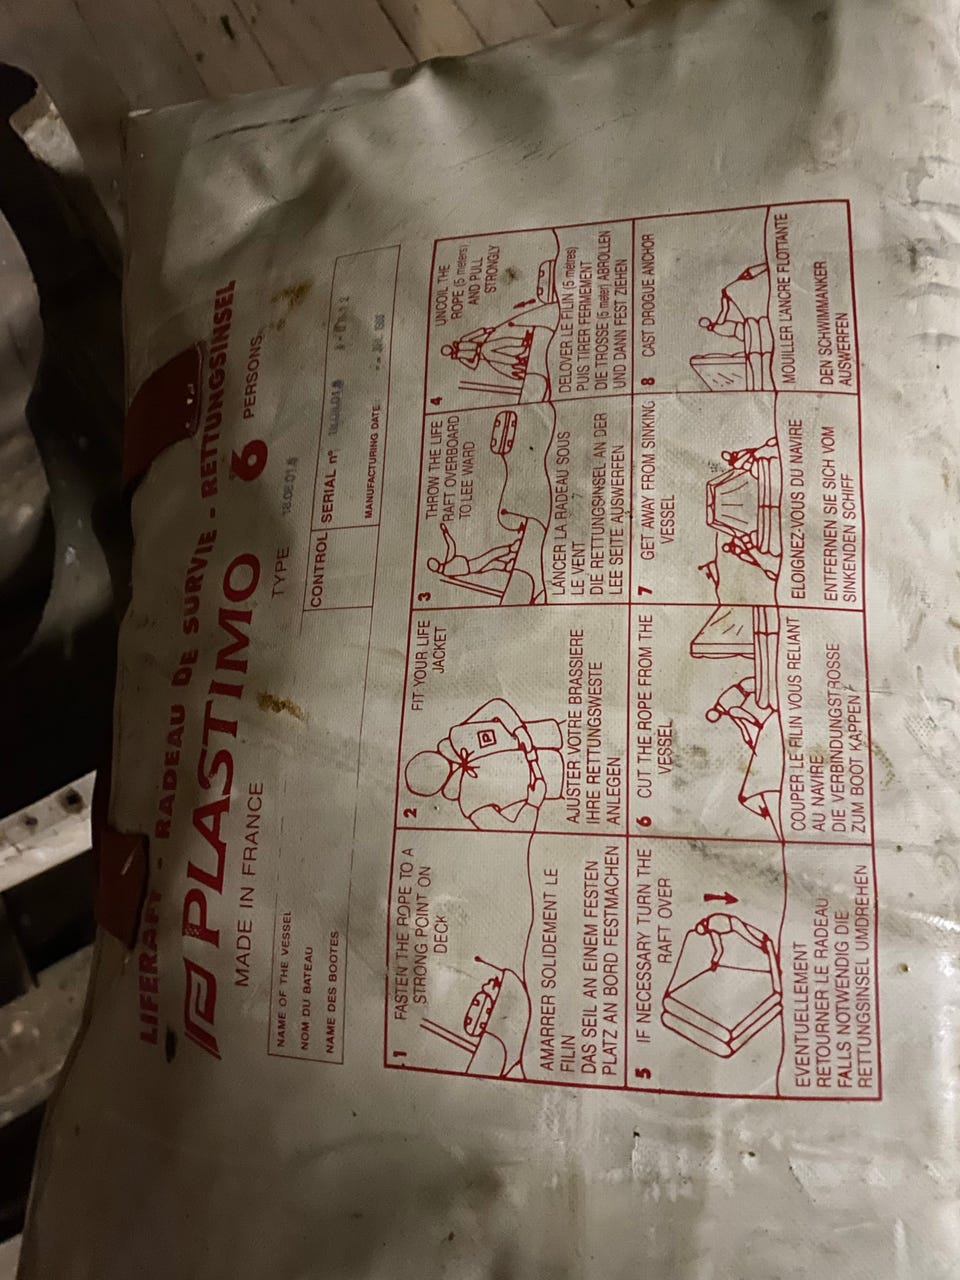 LIFERAFT - RADEAU DE SURVIE - RETTUNGSINSEL
PLASTIMO 6 PERSONS
MADE IN FRANCE
TYPE
NAME OF THE VESSEL
NOM DU BATEAU
NAME DES BOOTES
CONTROL
SERIAL n°
MANUFACTURING DATE
1
FASTEN THE ROPE TO A
STRONG POINT ON
DECK
AMARRER SOLIDEMENT LE
FILIN
DAS SEIL AN EINEM FESTEN
PLATZ AN BORD FESTMACHEN
2
FIT YOUR LIFE
JACKET
P
AJUSTER VOTRE BRASSIERE
IHRE RETTUNGSWESTE
ANLEGEN
3
THROW THE LIFE
RAFT OVERBOARD
TO LEE WARD
LANCER LA RADEAU SOUS
LE VENT
DIE RETTUNGSINSEL AN DER
LEE SEITE AUSWERFEN
4
UNCOIL THE
ROPE (5 meters)
AND PULL
STRONGLY
DELOVER LE FILIN (5 mètres)
PUIS TIRER FERMEMENT
DIE TROSSE (5 meter) ABROLLEN
UND DANN FEST ZIEHEN
5 IF NECESSARY TURN THE
RAFT OVER
EVENTUELLEMENT
RETOURNER LE RADEAU
FALLS NOTWENDIG DIE
RETTUNGSINSEL UMDREHEN
6 CUT THE ROPE FROM THE
VESSEL
COUPER LE FILIN VOUS RELIANT
AU NAVIRE
DIE VERBINDUNGSTROSSE
ZUM BOOT KAPPEN
7 GET AWAY FROM SINKING
VESSEL
ELOIGNEZ-VOUS DU NAVIRE
ENTFERNEN SIE SICH VOM
SINKENDEN SCHIFF
8 CAST DROGUE ANCHOR
MOUILLER L'ANCRE FLOTTANTE
DEN SCHWIMMANKER
AUSWERFEN